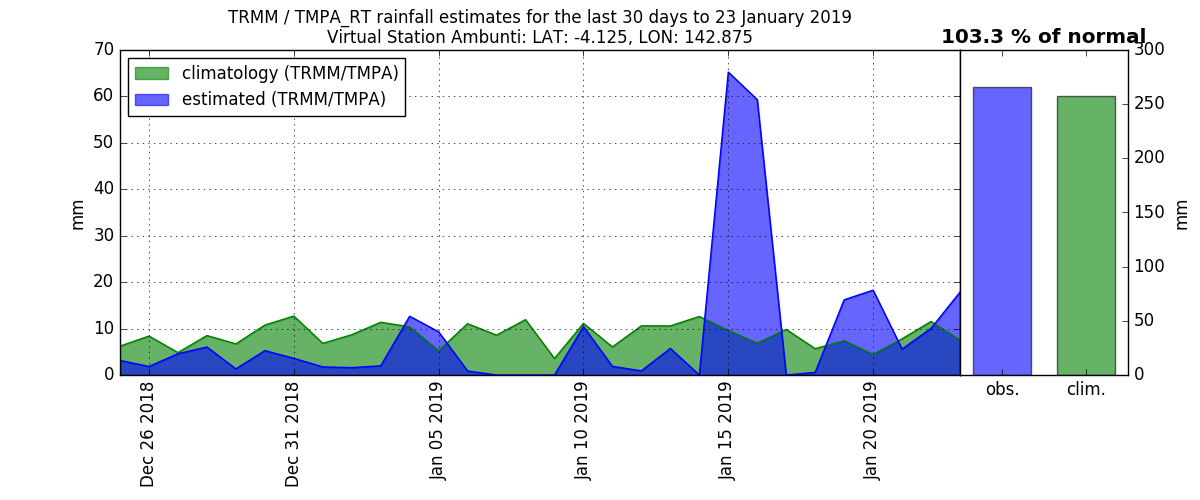 TRMM / TMPA_RT rainfall estimates for the last 30 days to 23 January 2019
Virtual Station Ambunti: LAT: -4.125, LON: 142.875
103.3 % of normal
climatology (TRMM/TMPA)
estimated (TRMM/TMPA)
70
60
50
40
30
20
10
0
mm
Dec 26 2018
Dec 31 2018
Jan 05 2019
Jan 10 2019
Jan 15 2019
Jan 20 2019
300
250
200
150
100
50
0
mm
obs.
clim.